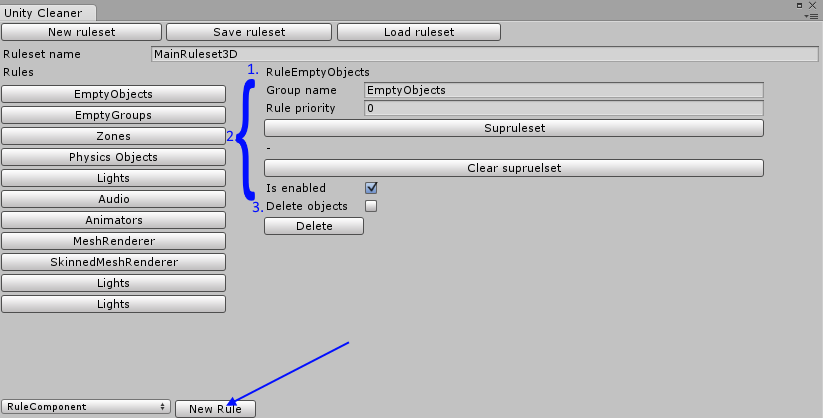 Unity Cleaner
New ruleset Save ruleset Load ruleset
Ruleset name MainRuleset3D
Rules
EmptyObjects
EmptyGroups
Zones
Physics Objects
Lights
Audio
Animators
MeshRenderer
SkinnedMeshRenderer
Lights
Lights
1. RuleEmptyObjects
2
Group name EmptyObjects
Rule priority 0
Supruleset
-
Clear supruelset
Is enabled
3. Delete objects
Delete
RuleComponent New Rule